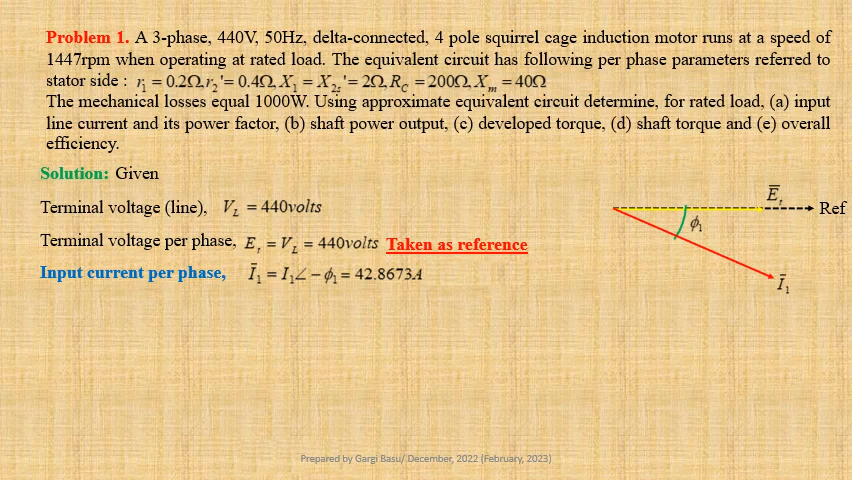 Problem 1. A 3-phase, 440V, 50Hz, delta-connected, 4 pole squirrel cage induction motor runs at a speed of
1447rpm when operating at rated load. The equivalent circuit has following per phase parameters referred to
stator side : r₁ = 0.2Ω, r₂'= 0.4Ω, X₁ = X₂ₛ'= 2Ω, R_C = 200Ω, X_m = 40Ω
The mechanical losses equal 1000W. Using approximate equivalent circuit determine, for rated load, (a) input
line current and its power factor, (b) shaft power output, (c) developed torque, (d) shaft torque and (e) overall
efficiency.
Solution: Given
Terminal voltage (line), V_L = 440volts
Terminal voltage per phase, E_t = V_L = 440volts Taken as reference
Input current per phase, Ī₁ = I₁∠ − ϕ₁ = 42.8673A
Ē_t
Ref
ϕ₁
Ī₁
Prepared by Gargi Basu/ December, 2022 (February, 2023)